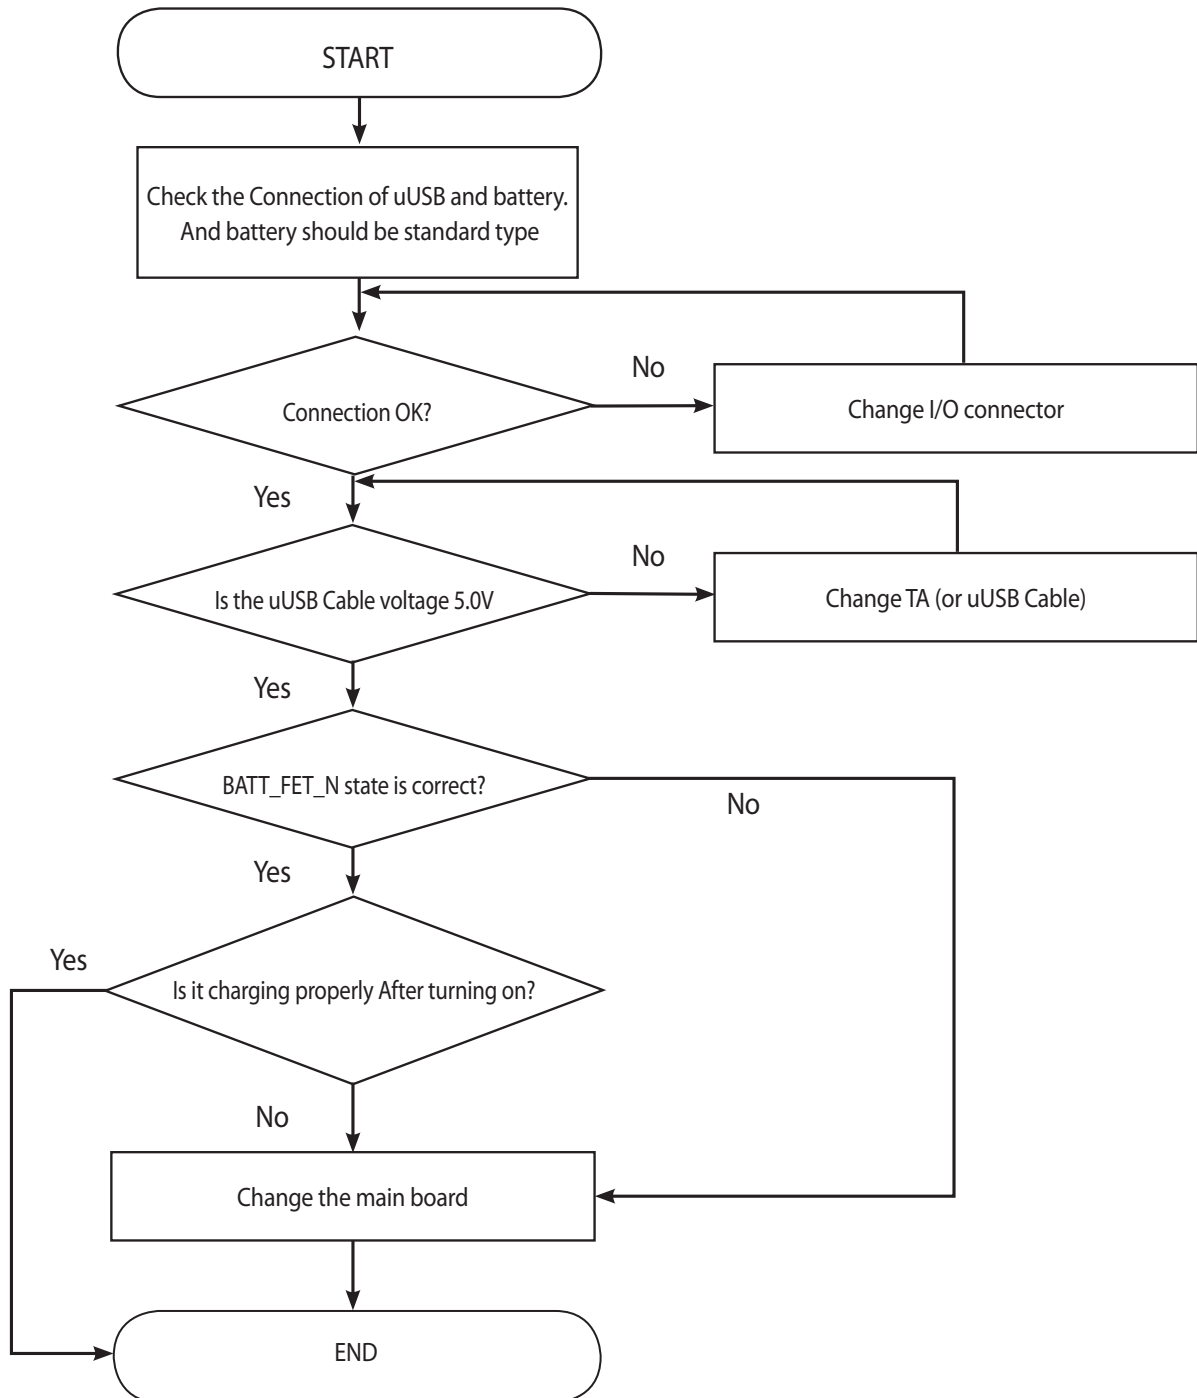 START
Check the Connection of uUSB and battery.
And battery should be standard type
No
Connection OK?
Change I/O connector
Yes
No
Is the uUSB Cable voltage 5.0V
Change TA (or uUSB Cable)
Yes
BATT_FET_N state is correct?
No
Yes
Yes
Is it charging properly After turning on?
No
Change the main board
END